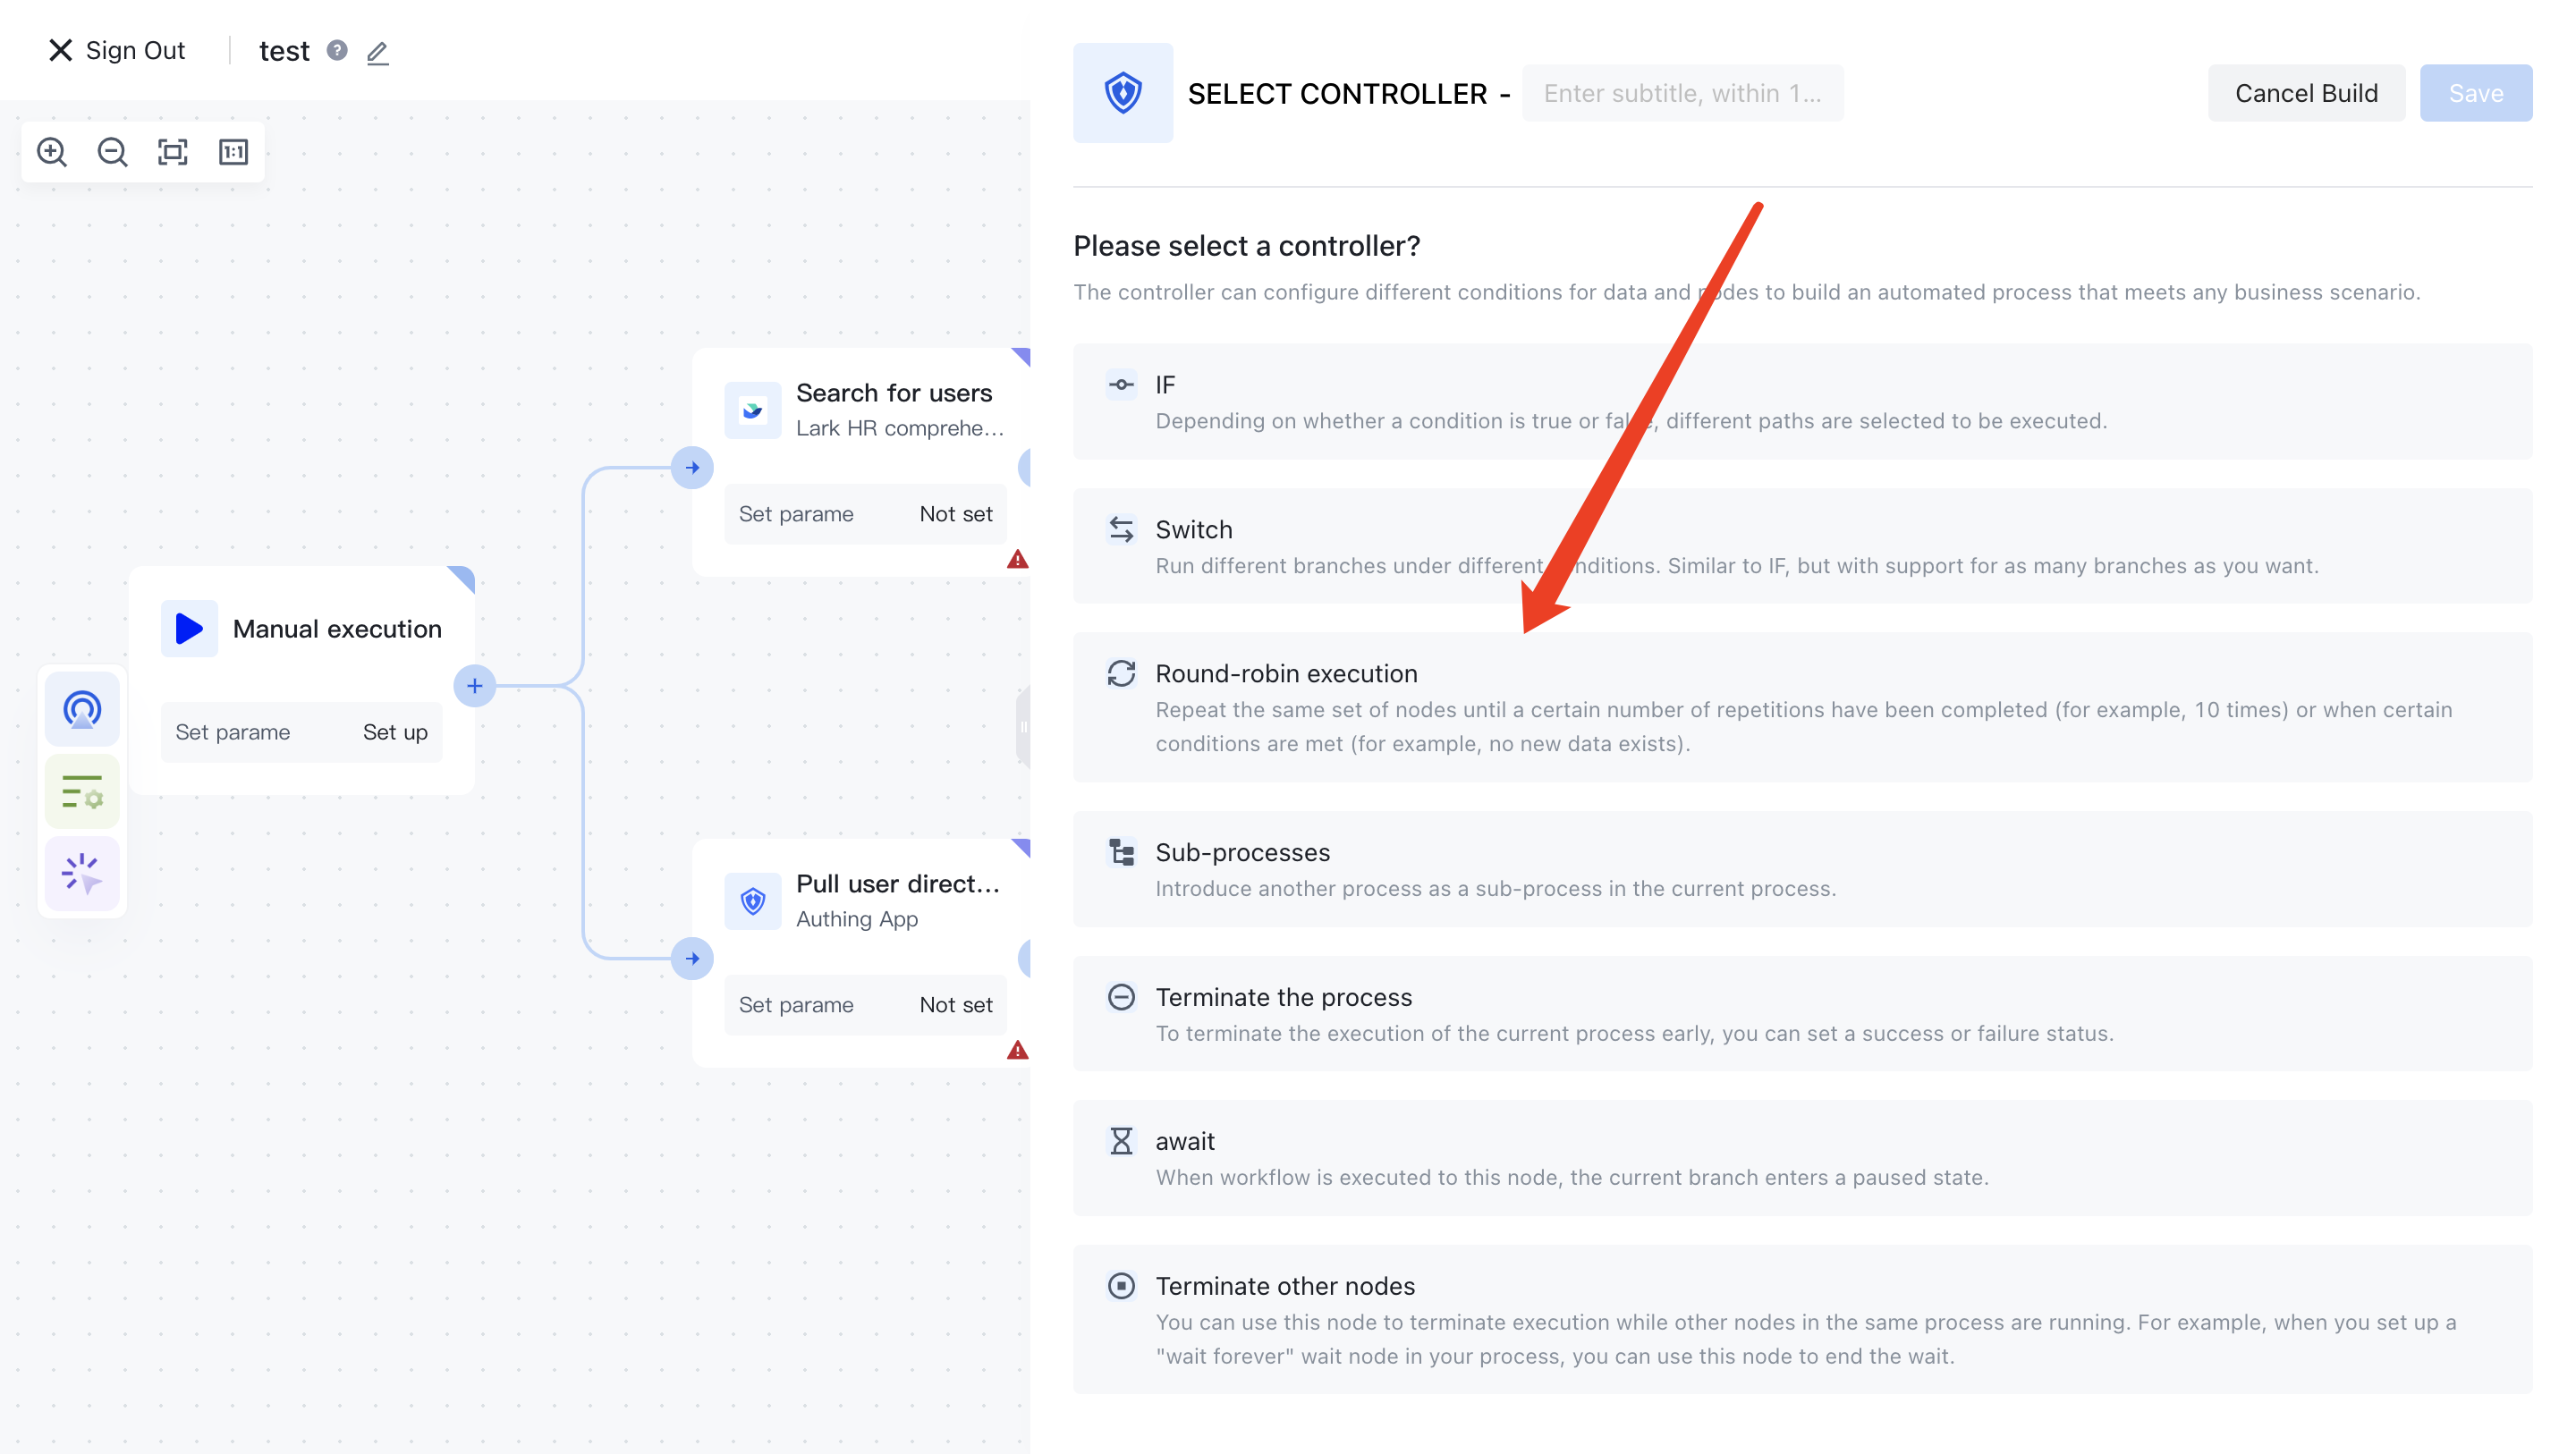 Sign Out
test
1:1
SELECT CONTROLLER -
Enter subtitle, within 1...
Cancel Build
Save
Search for users
Lark HR comprehe...
Set parame
Not set
Manual execution
Set parame
Set up
Pull user direct...
Authing App
Set parame
Not set
Please select a controller?
The controller can configure different conditions for data and nodes to build an automated process that meets any business scenario.
IF
Depending on whether a condition is true or false, different paths are selected to be executed.
Switch
Run different branches under different conditions. Similar to IF, but with support for as many branches as you want.
Round-robin execution
Repeat the same set of nodes until a certain number of repetitions have been completed (for example, 10 times) or when certain
conditions are met (for example, no new data exists).
Sub-processes
Introduce another process as a sub-process in the current process.
Terminate the process
To terminate the execution of the current process early, you can set a success or failure status.
await
When workflow is executed to this node, the current branch enters a paused state.
Terminate other nodes
You can use this node to terminate execution while other nodes in the same process are running. For example, when you set up a
"wait forever" wait node in your process, you can use this node to end the wait.